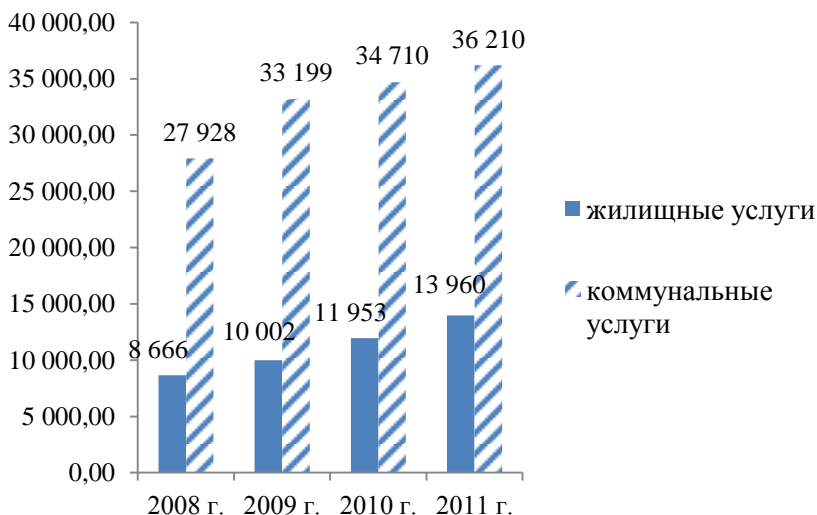 40 000,00
35 000,00
30 000,00
25 000,00
20 000,00
15 000,00
10 000,00
5 000,00
0,00
27 928
33 199
34 710
36 210
8 666
10 002
11 953
13 960
2008 г.
2009 г.
2010 г.
2011 г.
жилищные услуги
коммунальные
услуги